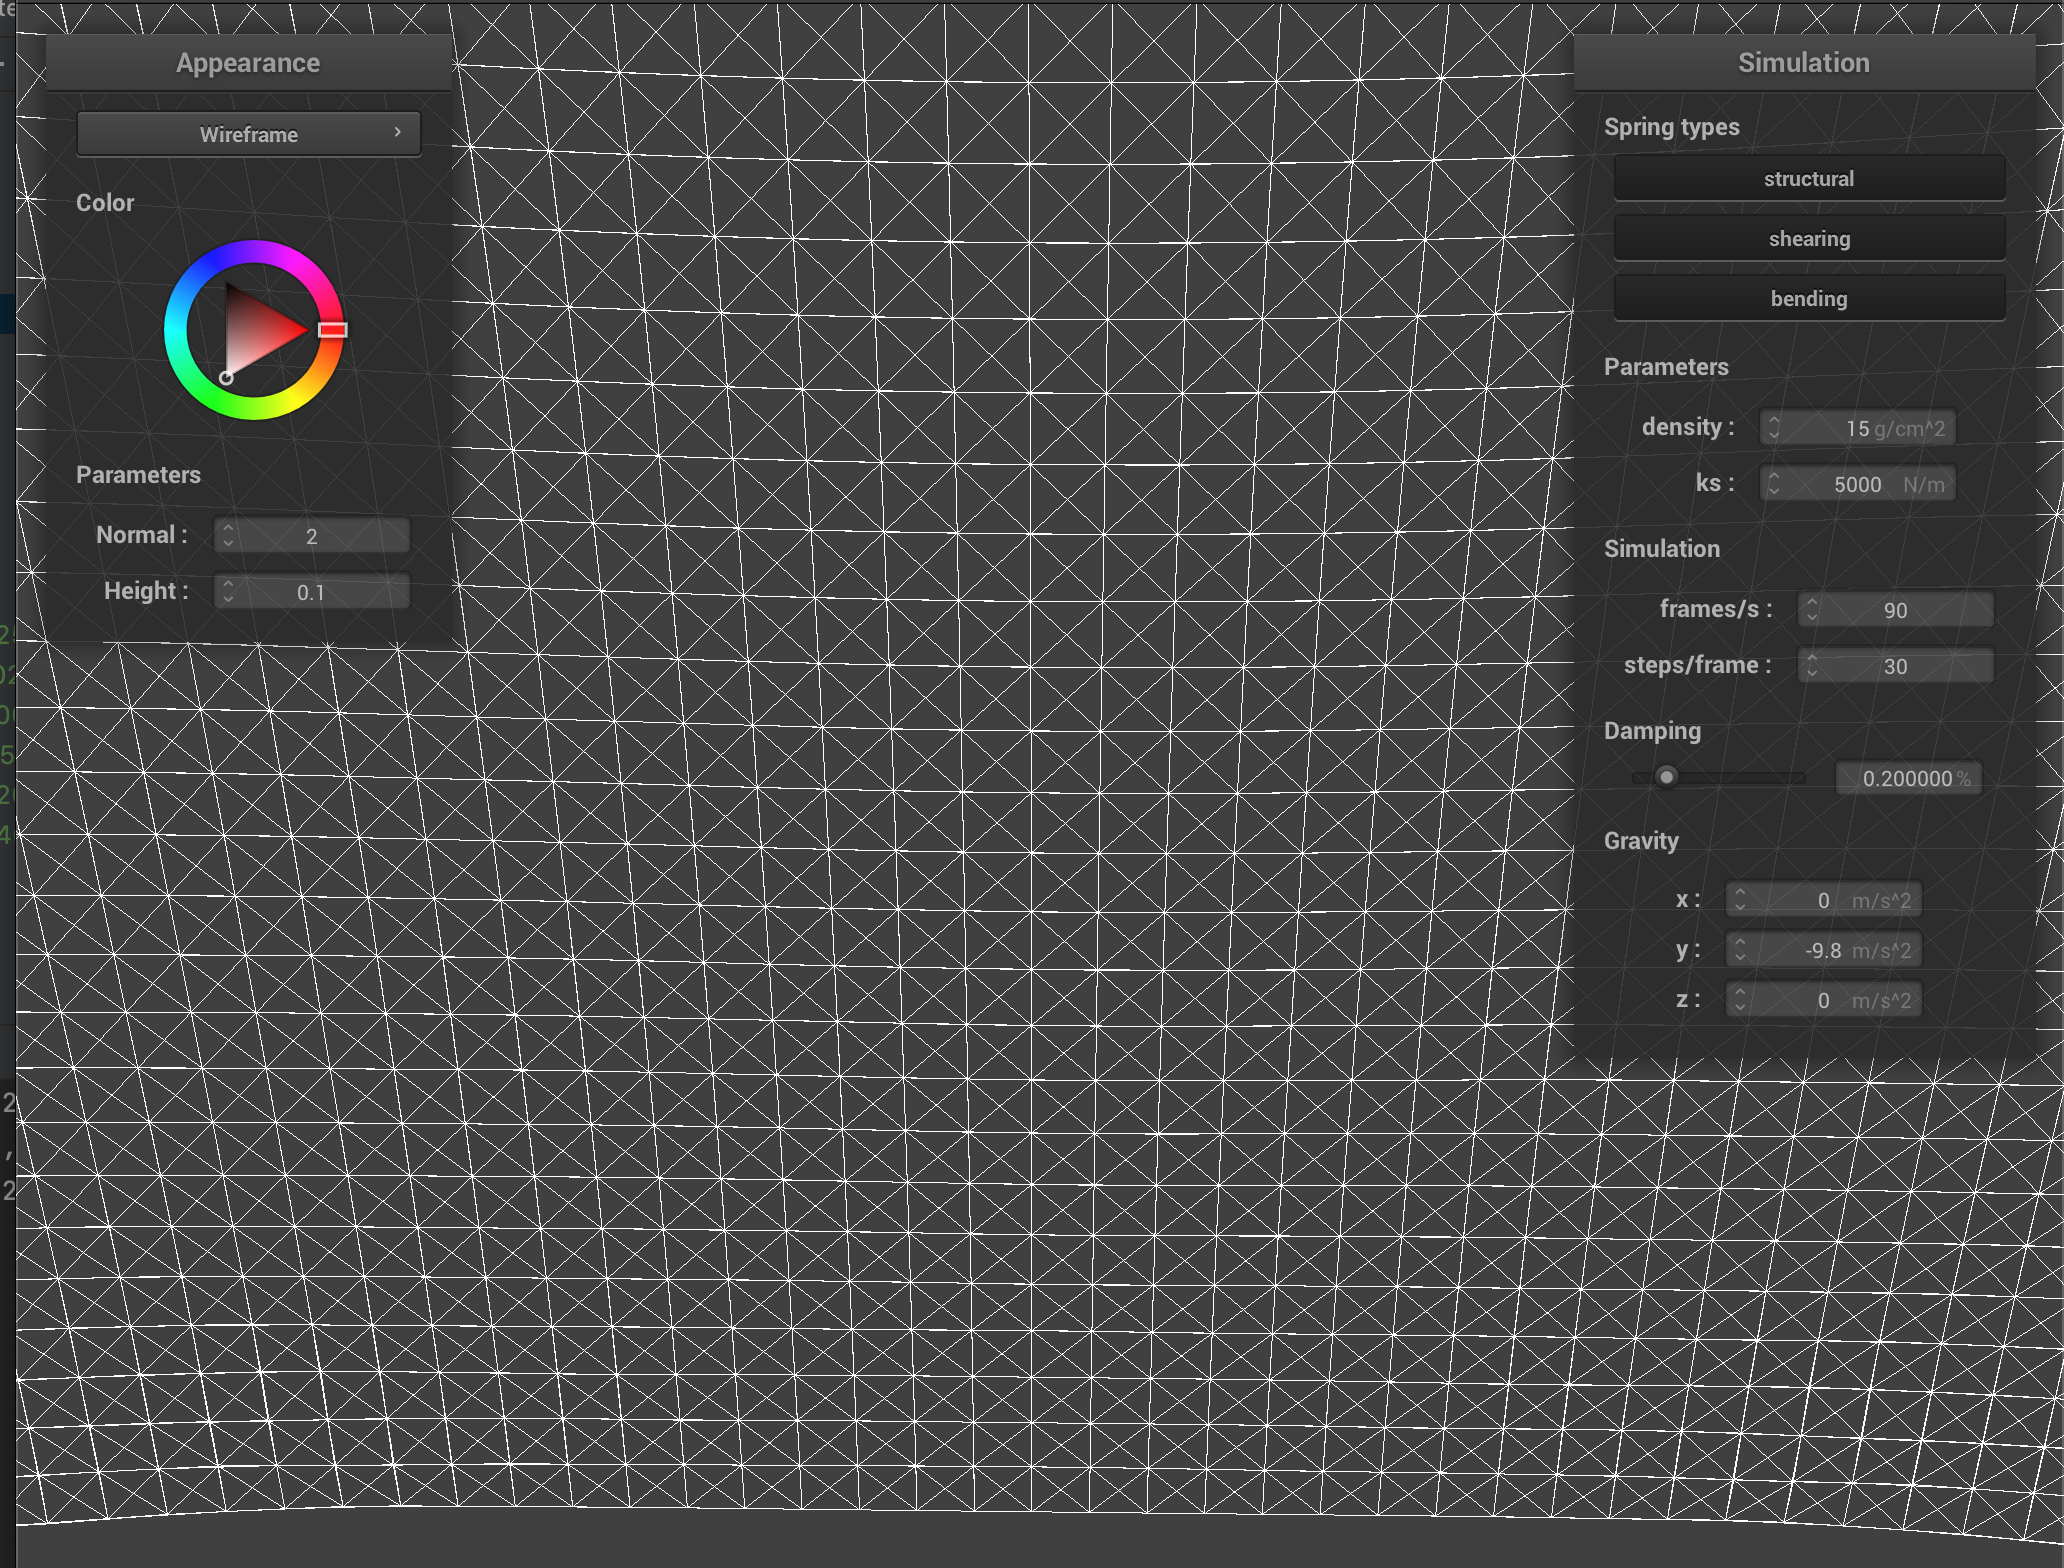 Appearance
Wireframe
Color
Parameters
Normal : 2
Height : 0.1
Simulation
Spring types
structural
shearing
bending
Parameters
density : 15 g/cm^2
ks : 5000 N/m
Simulation
frames/s : 90
steps/frame : 30
Damping
0.200000 %
Gravity
x : 0 m/s^2
y : -9.8 m/s^2
z : 0 m/s^2